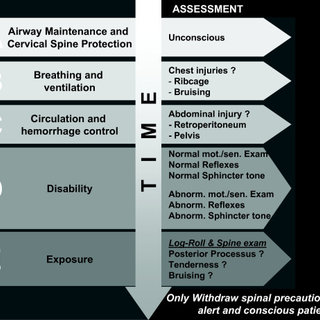 ASSESSMENT
Airway Maintenance and
Cervical Spine Protection
Unconscious
Breathing and
ventilation
Chest injuries ?
- Ribcage
- Bruising
Circulation and
hemorrhage control
Abdominal injury ?
- Retroperitoneum
- Pelvis
Disability
Normal mot./sen. Exam
Normal Reflexes
Normal Sphincter tone
Abnorm. mot./sen. Exam
Abnorm. Reflexes
Abnorm. Sphincter tone
Exposure
Log-Roll & Spine exam
Posterior Processus ?
Tenderness ?
Bruising ?
TIME
Only Withdraw spinal precautio
alert and conscious patie